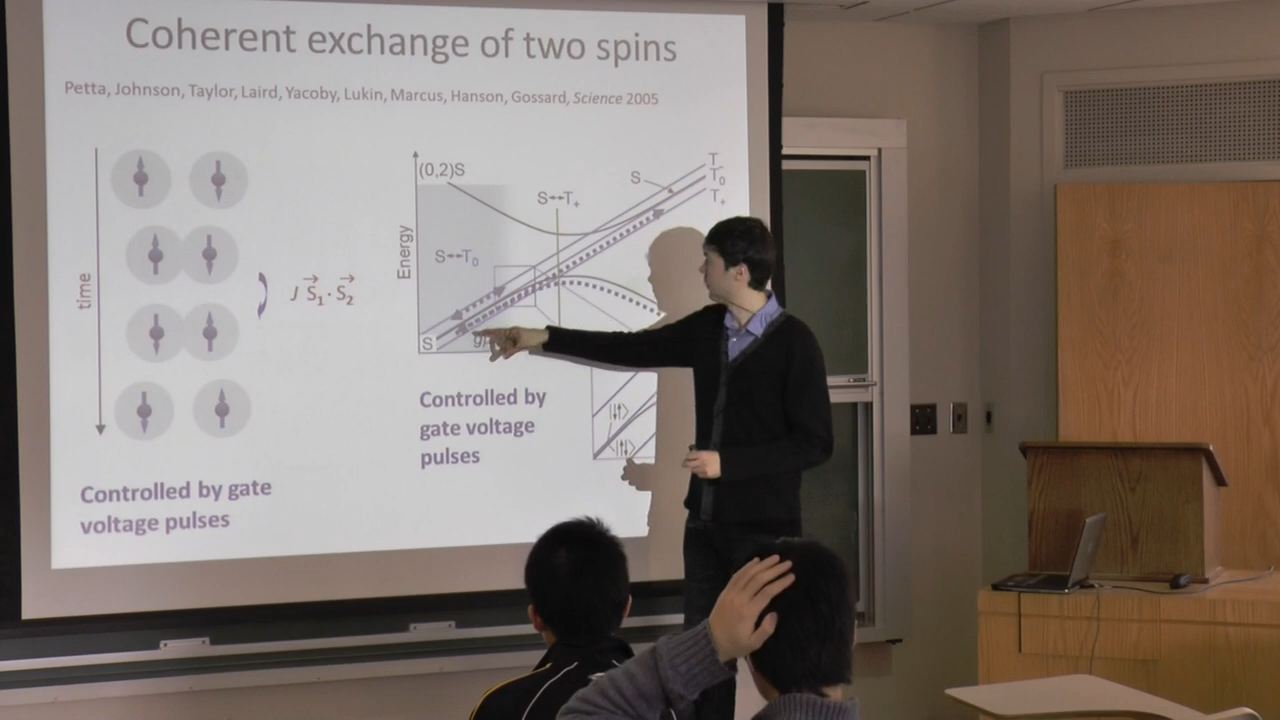 Coherent exchange of two spins
Petta, Johnson, Taylor, Laird, Yacoby, Lukin, Marcus, Hanson, Gossard, Science 2005
time
J S₁·S₂
Controlled by gate
voltage pulses
Energy
(0,2)S
S↔T₊
S
T
T₀
T₊
S↔T₀
S
Controlled by
gate voltage
pulses
|↓↑>
|↑↓>